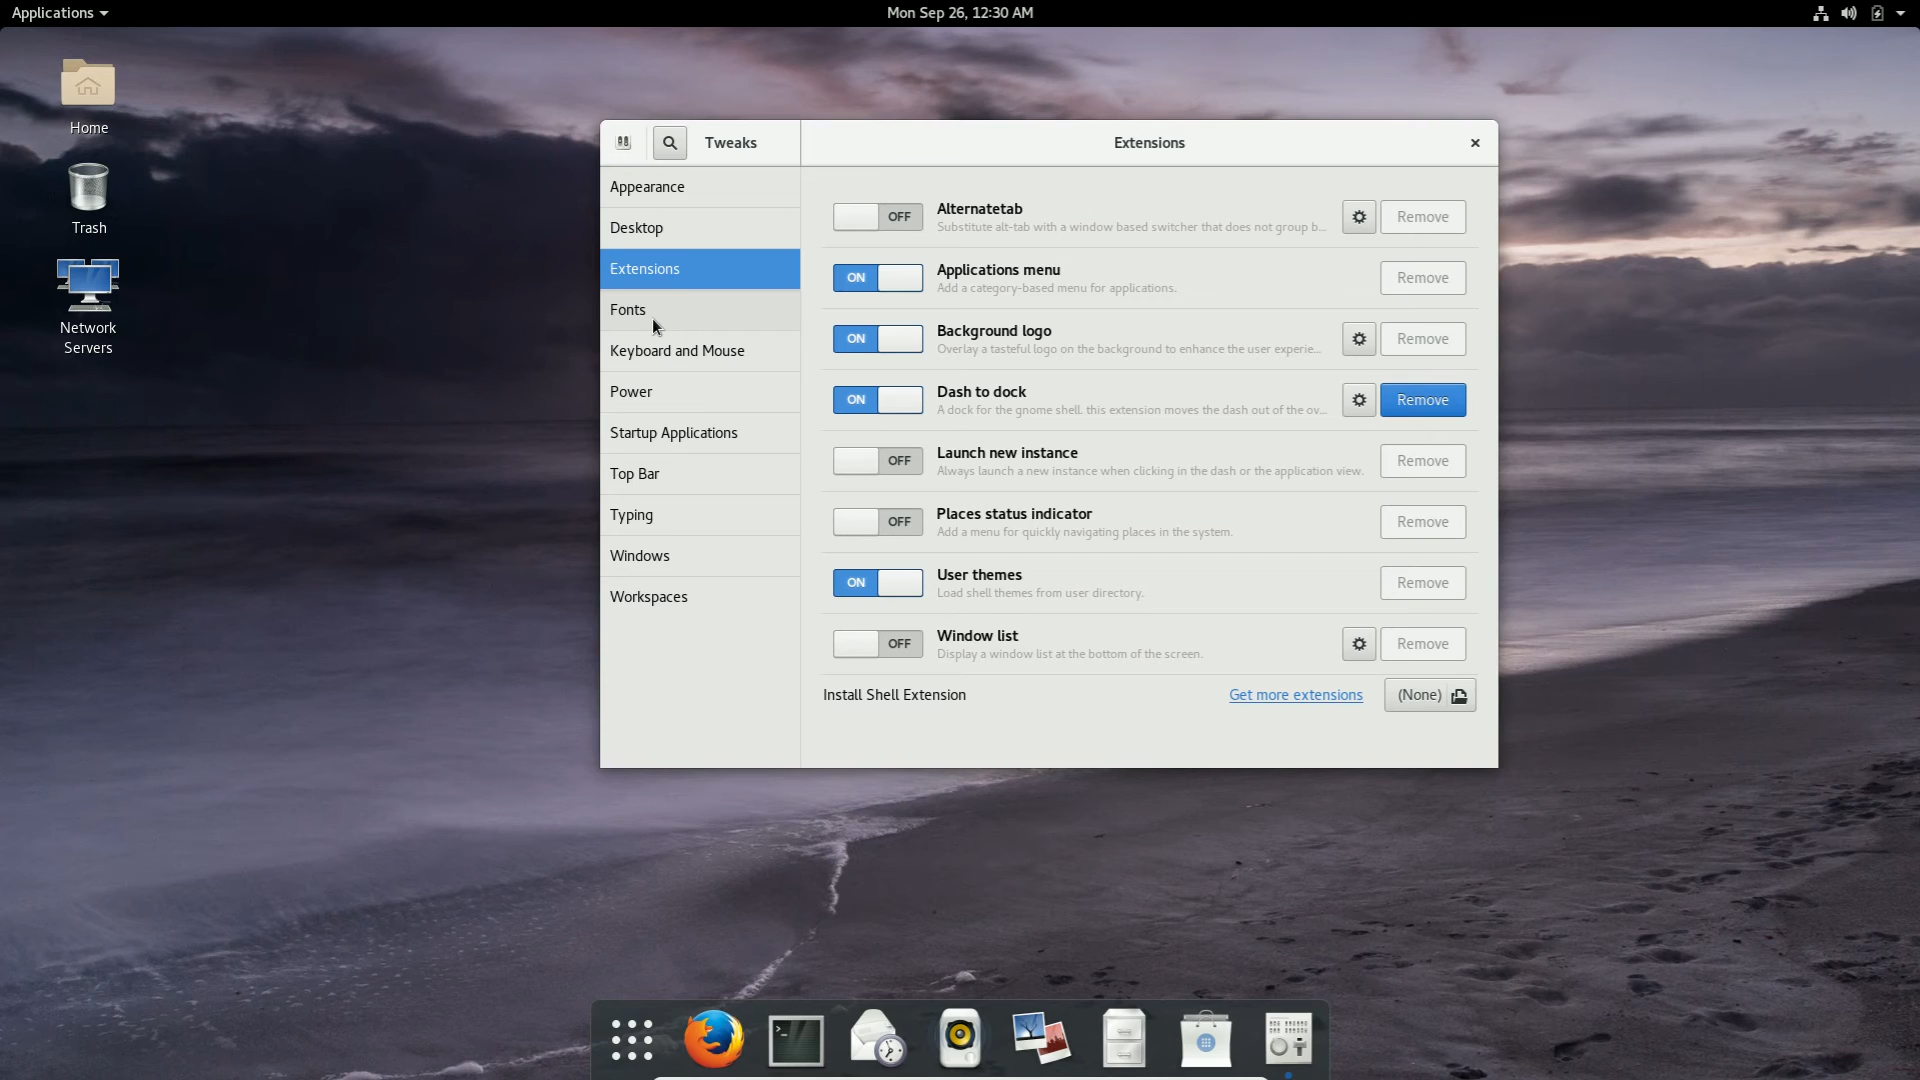 Applications
Mon Sep 26, 12:30 AM
Home
Trash
Network
Servers
Tweaks
Extensions
Appearance
Desktop
Extensions
Fonts
Keyboard and Mouse
Power
Startup Applications
Top Bar
Typing
Windows
Workspaces
OFF
Alternatetab
Substitute alt-tab with a window based switcher that does not group b...
Remove
ON
Applications menu
Add a category-based menu for applications.
Remove
ON
Background logo
Overlay a tasteful logo on the background to enhance the user experie...
Remove
ON
Dash to dock
A dock for the gnome shell. this extension moves the dash out of the ov...
Remove
OFF
Launch new instance
Always launch a new instance when clicking in the dash or the application view.
Remove
OFF
Places status indicator
Add a menu for quickly navigating places in the system.
Remove
ON
User themes
Load shell themes from user directory.
Remove
OFF
Window list
Display a window list at the bottom of the screen.
Remove
Install Shell Extension
Get more extensions
(None)
>_